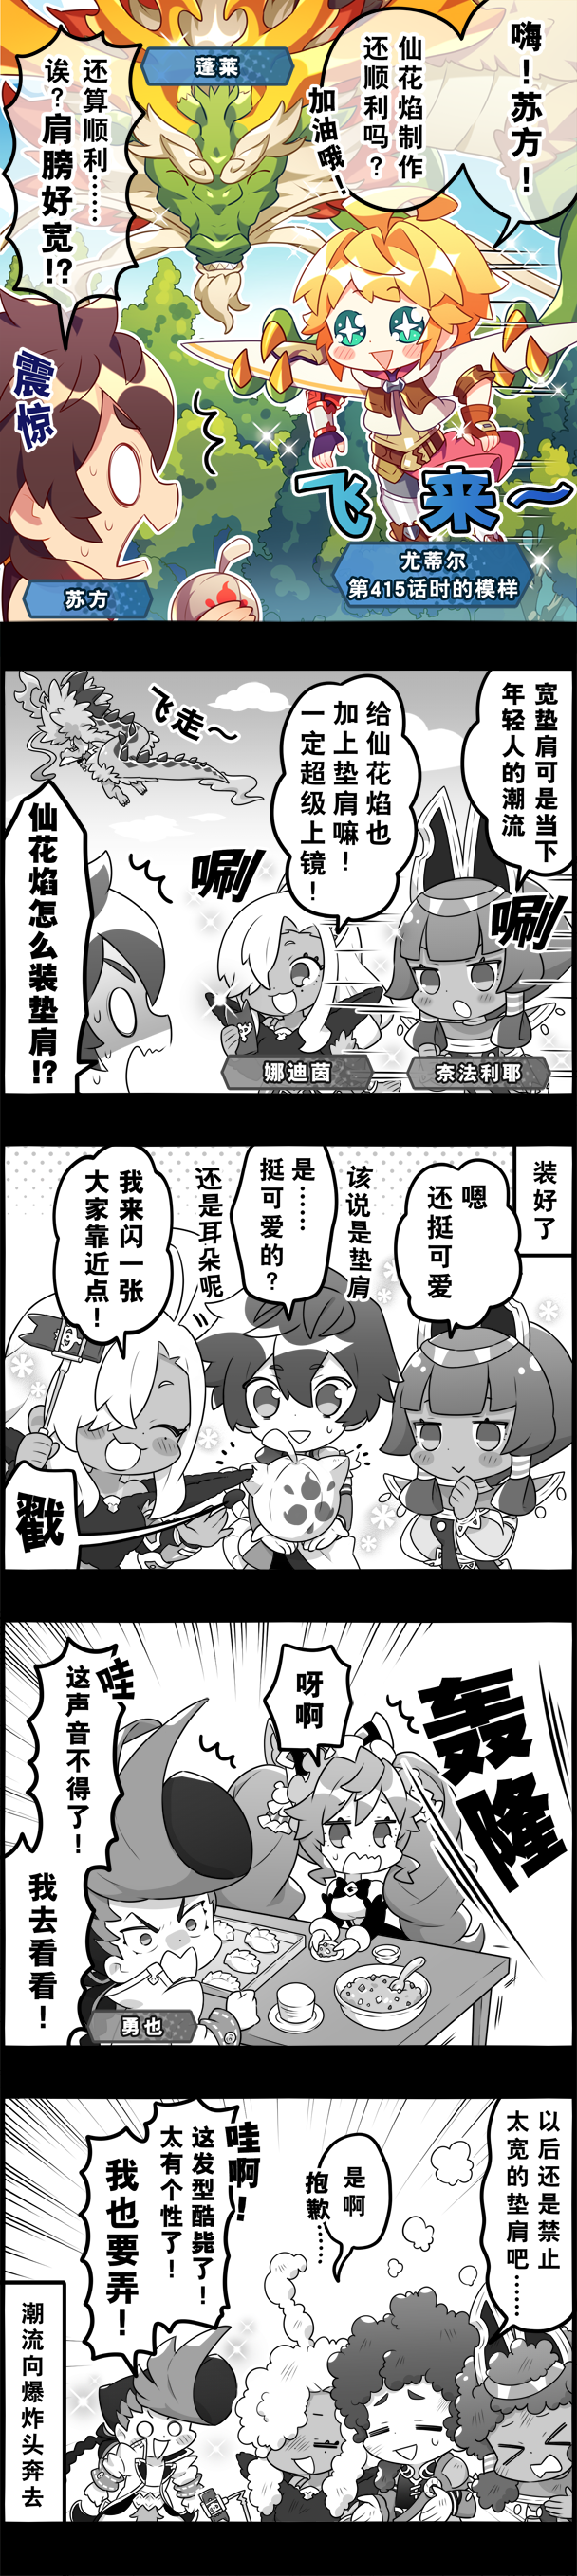 嗨！苏方！
仙花焰制作
还顺利吗？
加油哦！
蓬莱
还算顺利……
诶？肩膀好宽!?
震惊
飞来～
尤蒂尔
第415话时的模样
苏方
宽垫肩可是当下
年轻人的潮流
唰
给仙花焰也
加上垫肩嘛！
一定超级上镜！
唰
飞走～
仙花焰怎么装垫肩!?
娜迪茵
奈法利耶
装好了
嗯
还挺可爱
该说是垫肩
是……
挺可爱的？
还是耳朵呢
我来闪一张
大家靠近点！
戳
轰隆
呀啊
哇
这声音不得了！
我去看看！
勇也
以后还是禁止
太宽的垫肩吧……
是啊
抱歉……
哇啊！
这发型酷毙了！
太有个性了！
我也要弄！
潮流向爆炸头奔去